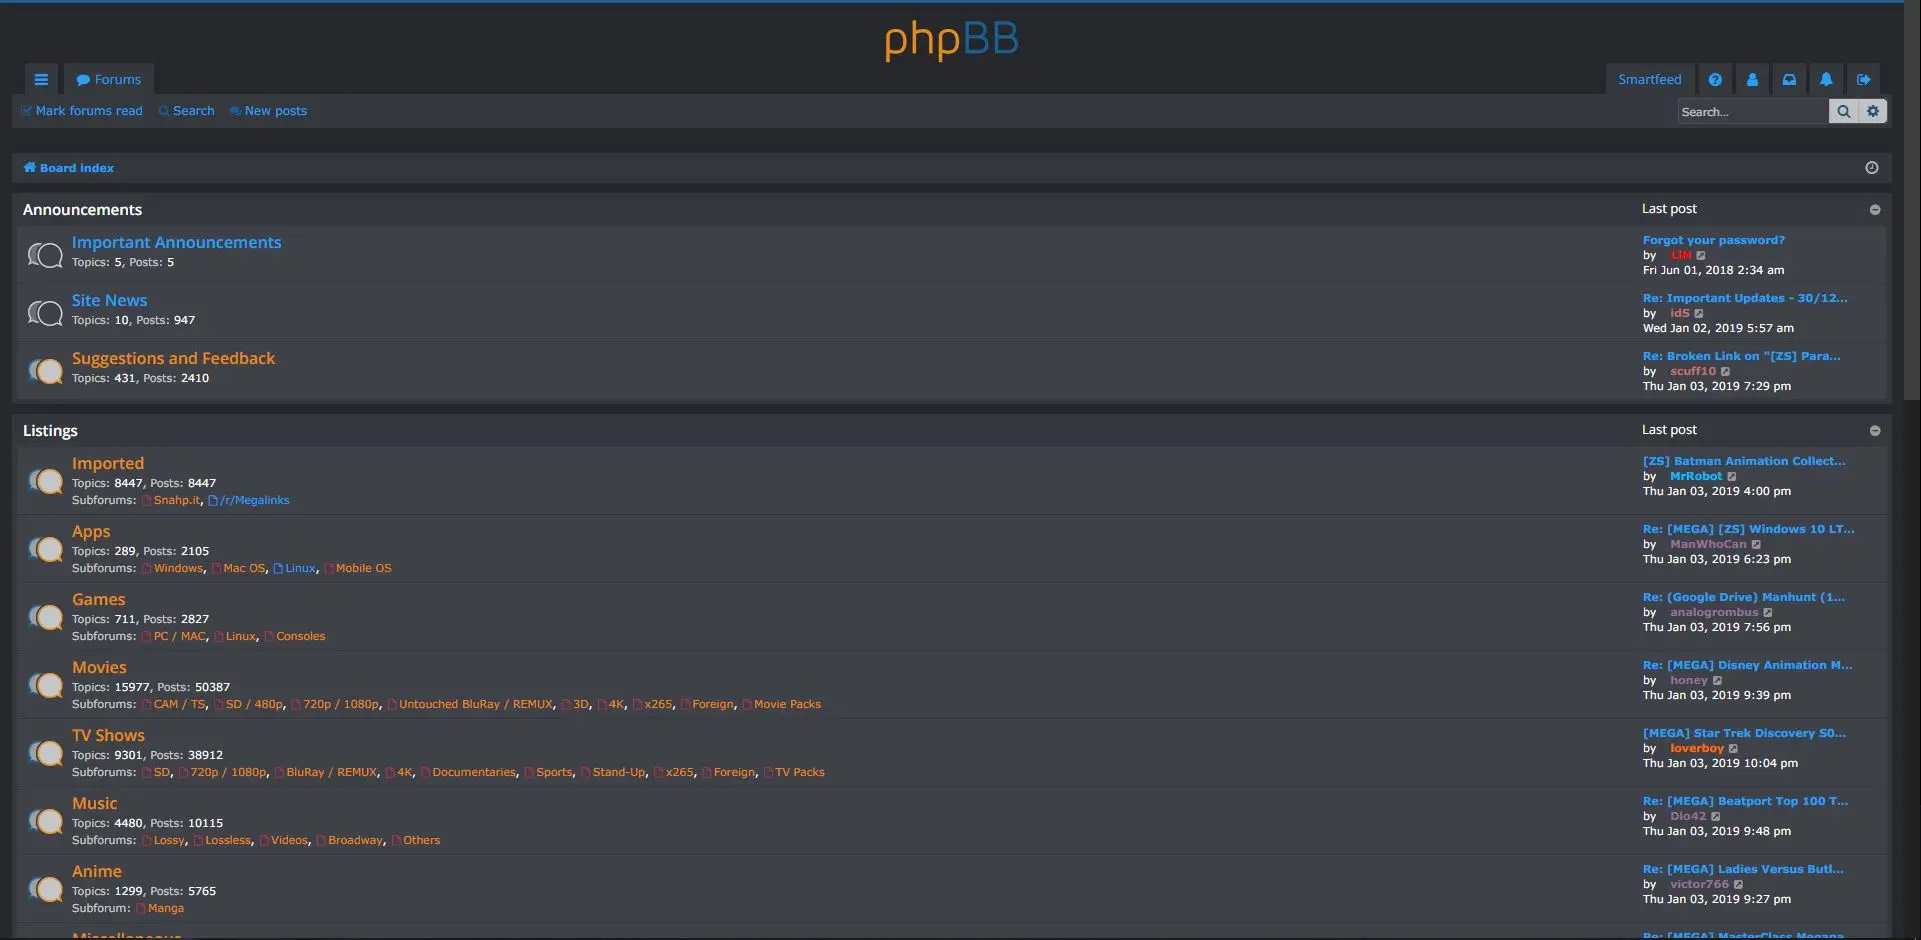 phpBB
Forums
Smartfeed
Mark forums read Search New posts
Search...
Board index
Announcements Last post
Important Announcements
Topics: 5, Posts: 5
Forgot your password?
by LIM
Fri Jun 01, 2018 2:34 am
Site News
Topics: 10, Posts: 947
Re: Important Updates - 30/12...
by idS
Wed Jan 02, 2019 5:57 am
Suggestions and Feedback
Topics: 431, Posts: 2410
Re: Broken Link on "[ZS] Para...
by scuff10
Thu Jan 03, 2019 7:29 pm
Listings Last post
Imported
Topics: 8447, Posts: 8447
Subforums: Snahp.it, /r/Megalinks
[ZS] Batman Animation Collect...
by MrRobot
Thu Jan 03, 2019 4:00 pm
Apps
Topics: 289, Posts: 2105
Subforums: Windows, Mac OS, Linux, Mobile OS
Re: [MEGA] [ZS] Windows 10 LT...
by ManWhoCan
Thu Jan 03, 2019 6:23 pm
Games
Topics: 711, Posts: 2827
Subforums: PC / MAC, Linux, Consoles
Re: (Google Drive) Manhunt (1...
by analogrombus
Thu Jan 03, 2019 7:56 pm
Movies
Topics: 15977, Posts: 50387
Subforums: CAM / TS, SD / 480p, 720p / 1080p, Untouched BluRay / REMUX, 3D, 4K, x265, Foreign, Movie Packs
Re: [MEGA] Disney Animation M...
by honey
Thu Jan 03, 2019 9:39 pm
TV Shows
Topics: 9301, Posts: 38912
Subforums: SD, 720p / 1080p, BluRay / REMUX, 4K, Documentaries, Sports, Stand-Up, x265, Foreign, TV Packs
[MEGA] Star Trek Discovery S0...
by loverboy
Thu Jan 03, 2019 10:04 pm
Music
Topics: 4480, Posts: 10115
Subforums: Lossy, Lossless, Videos, Broadway, Others
Re: [MEGA] Beatport Top 100 T...
by Dlo42
Thu Jan 03, 2019 9:48 pm
Anime
Topics: 1299, Posts: 5765
Subforum: Manga
Re: [MEGA] Ladies Versus Butl...
by victor766
Thu Jan 03, 2019 9:27 pm
Miscellaneous
Re: [MEGA] MasterClass Megapa...